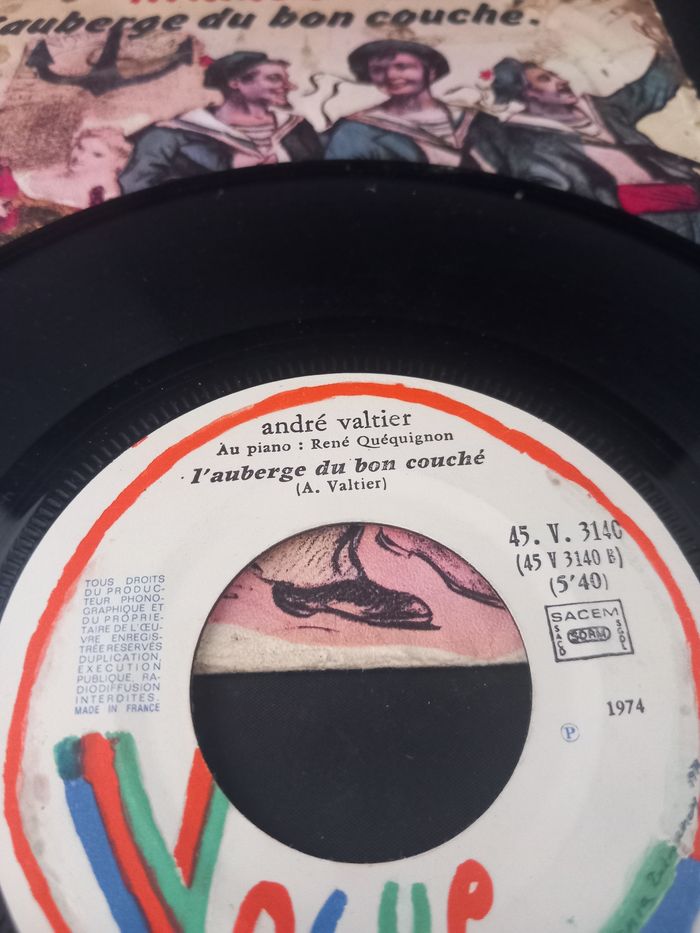 l'auberge du bon couché.
andré valtier
Au piano : René Quéquignon
l'auberge du bon couché
(A. Valtier)
45. V. 3140
(45 V 3140 B)
(5'40)
SACEM
SACD
SDRM
SGDL
TOUS DROITS
DU PRODUC-
TEUR PHONO-
GRAPHIQUE ET
DU PROPRIE-
TAIRE DE L'ŒU-
VRE ENREGIS-
TRÉE RESERVÉS
DUPLICATION,
EXECUTION
PUBLIQUE, RA-
DIODIFFUSION
INTERDITES.
MADE IN FRANCE
1974
P